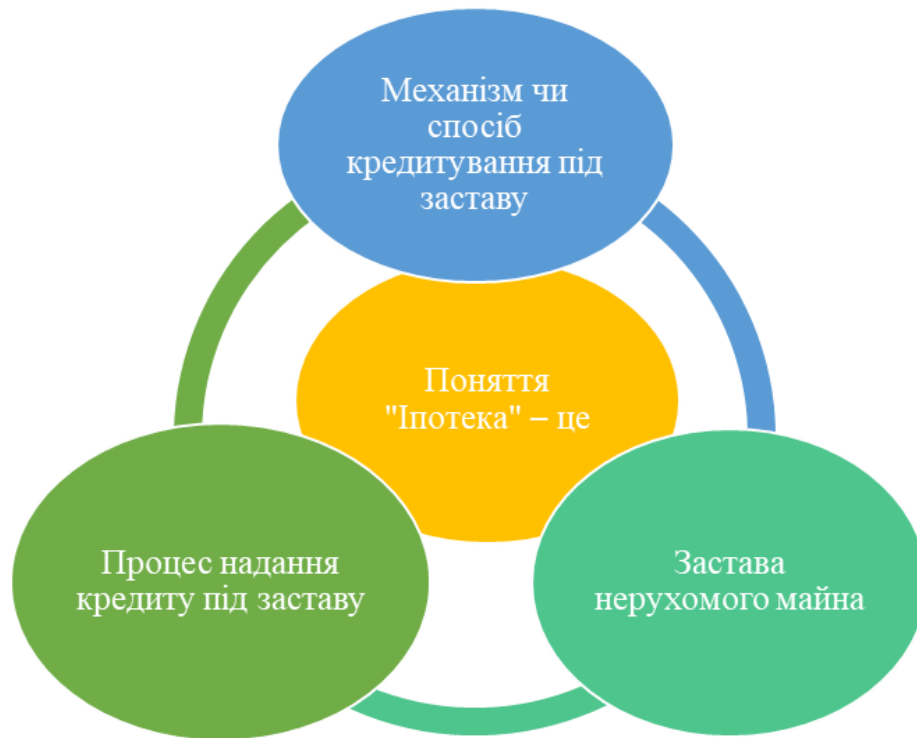 Механізм чи
спосіб
кредитування під
заставу
Поняття
"Іпотека" – це
Процес надання
кредиту під заставу
Застава
нерухомого майна